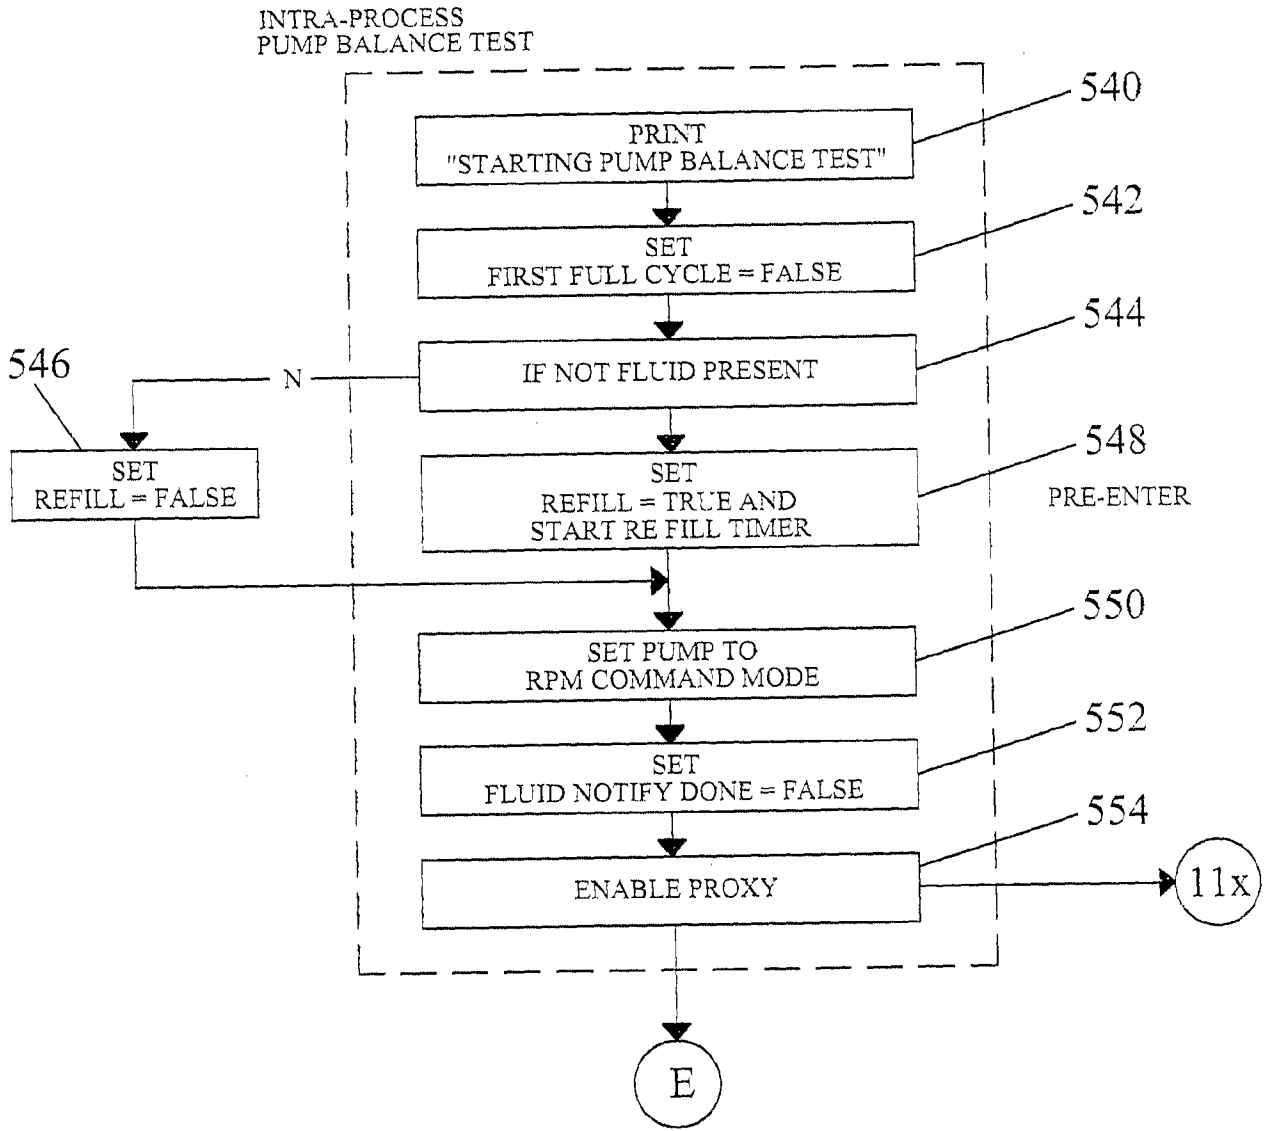 INTRA-PROCESS
PUMP BALANCE TEST
540
PRINT
"STARTING PUMP BALANCE TEST"
542
SET
FIRST FULL CYCLE = FALSE
544
IF NOT FLUID PRESENT
N
546
SET
REFILL = FALSE
548
SET
REFILL = TRUE AND
START RE FILL TIMER
PRE-ENTER
550
SET PUMP TO
RPM COMMAND MODE
552
SET
FLUID NOTIFY DONE = FALSE
554
ENABLE PROXY
11x
E